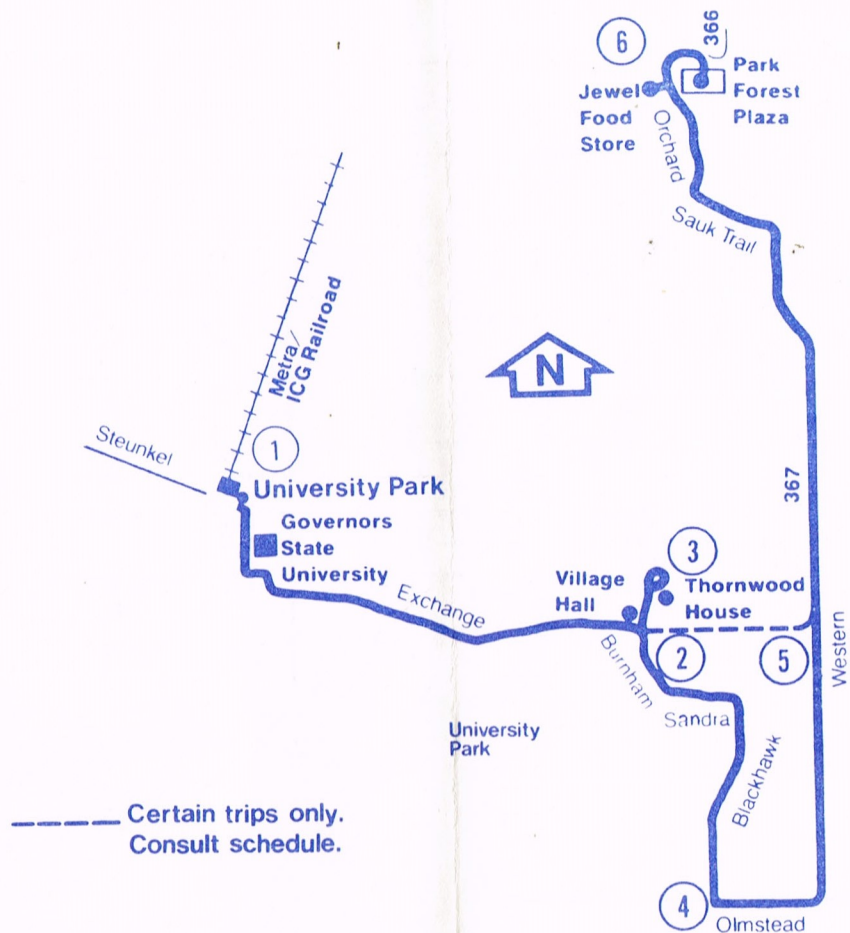 6
366
Park
Forest
Plaza
Jewel
Food
Store
Orchard
Sauk Trail
Metra/
ICG Railroad
N
Steunkel
1
University Park
Governors
State
University
367
3
Village
Hall
Thornwood
House
Exchange
2
5
Western
Burnham
Sandra
University
Park
Blackhawk
Certain trips only.
Consult schedule.
4
Olmstead